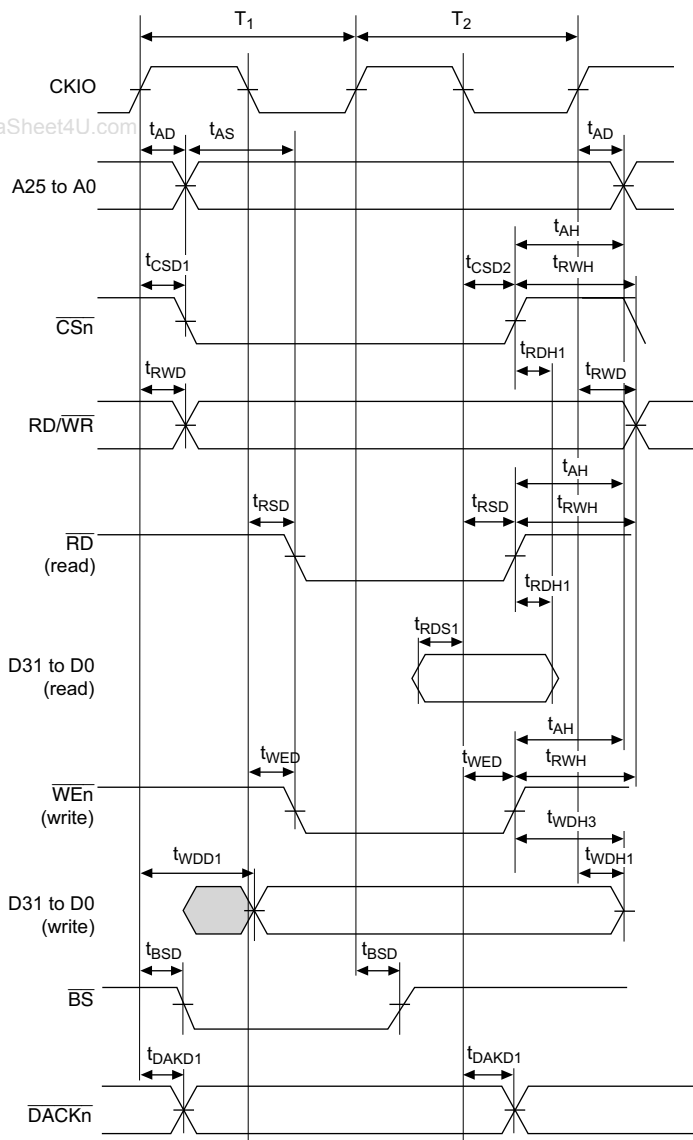 T1 T2
CKIO
aSheet4U.com
tAD tAS tAD
A25 to A0
tAH
tCSD1 tCSD2 tRWH
CSn
tRDH1
tRWD tRWD
RD/WR
tAH
tRSD tRSD tRWH
RD
(read)
tRDH1
tRDS1
D31 to D0
(read)
tAH
tWED tWED tRWH
WEn
(write)
tWDH3
tWDD1 tWDH1
D31 to D0
(write)
tBSD tBSD
BS
tDAKD1 tDAKD1
DACKn